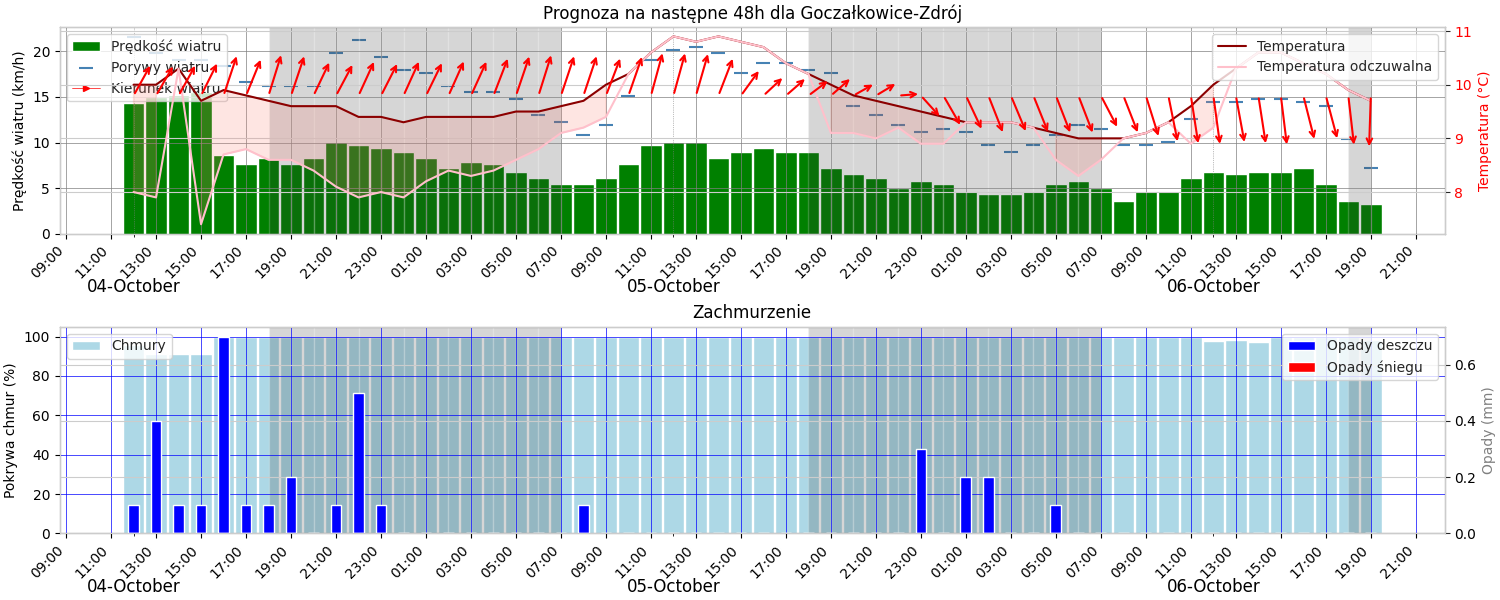 Prognoza na następne 48h dla Goczałkowice-Zdrój
Prędkość wiatru (km/h)
20
15
10
5
0
Prędkość wiatru
Porywy wiatru
Kierunek wiatru
Temperatura
Temperatura odczuwalna
11
10
9
8
Temperatura (°C)
09:00 11:00 13:00 15:00 17:00 19:00 21:00 23:00 01:00 03:00 05:00 07:00 09:00 11:00 13:00 15:00 17:00 19:00 21:00 23:00 01:00 03:00 05:00 07:00 09:00 11:00 13:00 15:00 17:00 19:00 21:00
04-October 05-October 06-October
Zachmurzenie
Pokrywa chmur (%)
100
80
60
40
20
0
Chmury
Opady deszczu
Opady śniegu
0.6
0.4
0.2
0.0
Opady (mm)
09:00 11:00 13:00 15:00 17:00 19:00 21:00 23:00 01:00 03:00 05:00 07:00 09:00 11:00 13:00 15:00 17:00 19:00 21:00 23:00 01:00 03:00 05:00 07:00 09:00 11:00 13:00 15:00 17:00 19:00 21:00
04-October 05-October 06-October